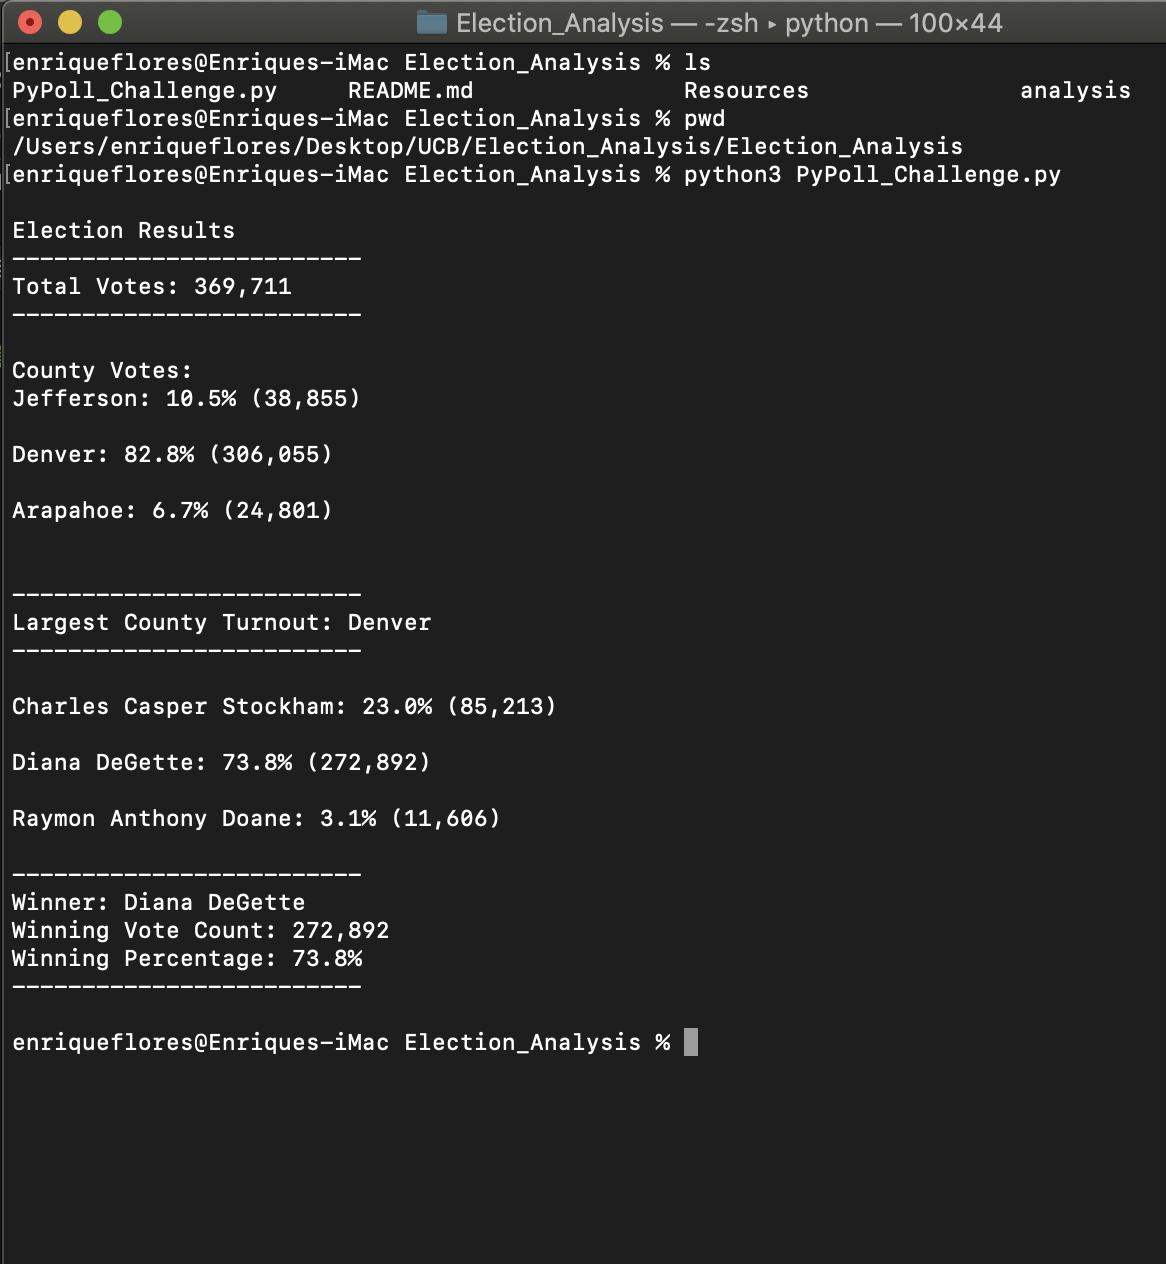 Election_Analysis — -zsh ▸ python — 100×44
[enriqueflores@Enriques-iMac Election_Analysis % ls
PyPoll_Challenge.py     README.md               Resources               analysis
[enriqueflores@Enriques-iMac Election_Analysis % pwd
/Users/enriqueflores/Desktop/UCB/Election_Analysis/Election_Analysis
[enriqueflores@Enriques-iMac Election_Analysis % python3 PyPoll_Challenge.py
Election Results
-------------------------
Total Votes: 369,711
-------------------------
County Votes:
Jefferson: 10.5% (38,855)
Denver: 82.8% (306,055)
Arapahoe: 6.7% (24,801)
-------------------------
Largest County Turnout: Denver
-------------------------
Charles Casper Stockham: 23.0% (85,213)
Diana DeGette: 73.8% (272,892)
Raymon Anthony Doane: 3.1% (11,606)
-------------------------
Winner: Diana DeGette
Winning Vote Count: 272,892
Winning Percentage: 73.8%
-------------------------
enriqueflores@Enriques-iMac Election_Analysis %